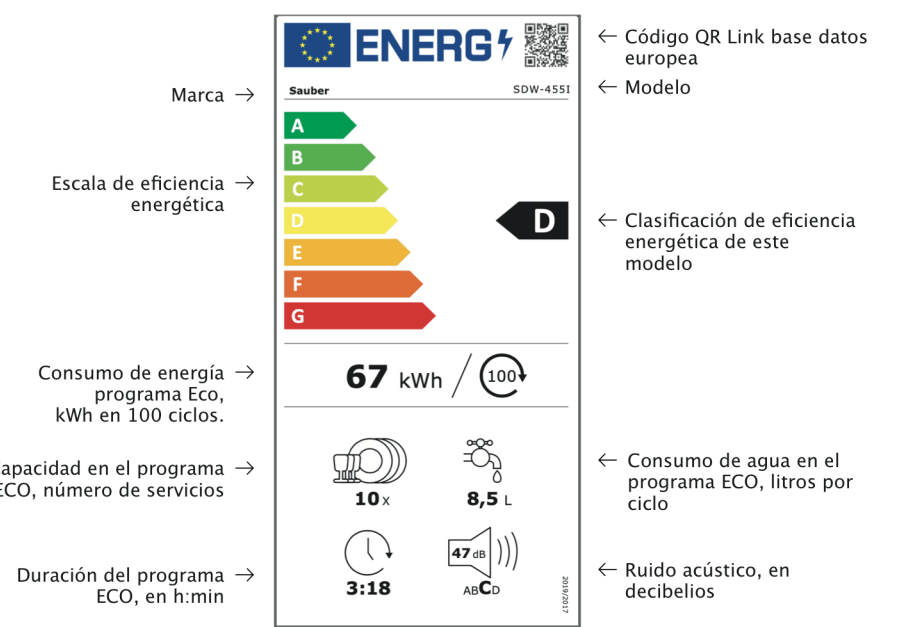 ENERG
← Código QR Link base datos
europea
Marca →
Sauber
SDW-455I
← Modelo
A
B
Escala de eficiencia →
energética
C
D
D
← Clasificación de eficiencia
energética de este
modelo
E
F
G
Consumo de energía →
programa Eco,
kWh en 100 ciclos.
67 kWh / 100
apacidad en el programa →
ECO, número de servicios
10 x
8,5 L
← Consumo de agua en el
programa ECO, litros por
ciclo
Duración del programa →
ECO, en h:min
3:18
47 dB
ABCD
← Ruido acústico, en
decibelios
2019/2017